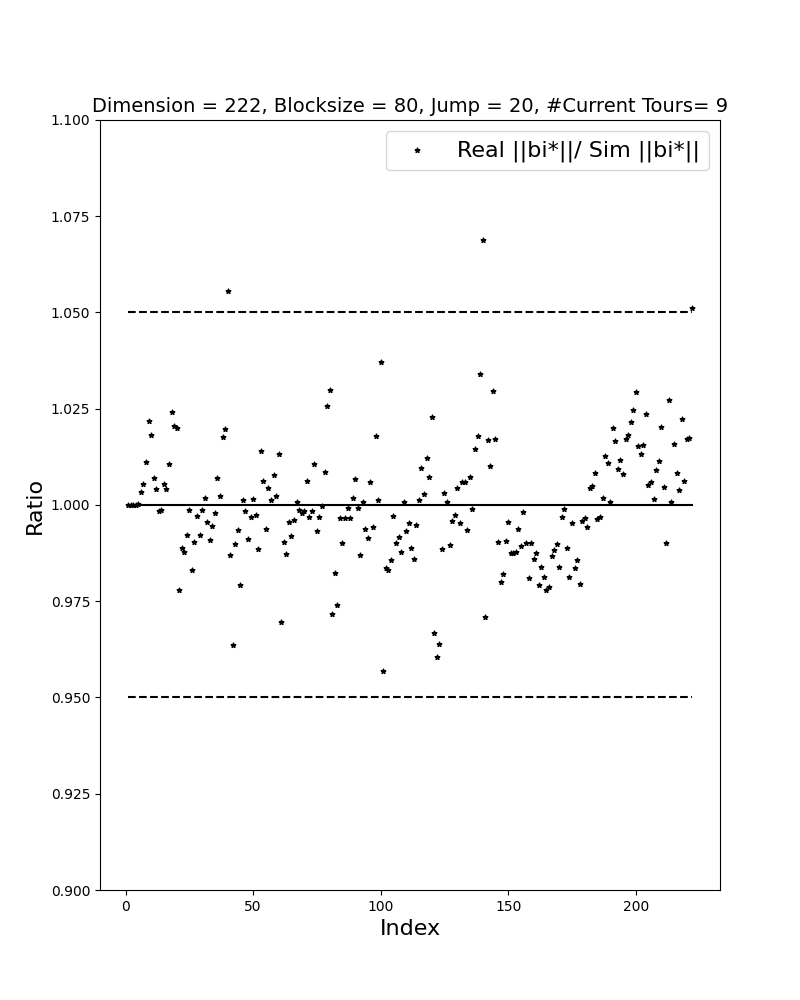 Dimension = 222, Blocksize = 80, Jump = 20, #Current Tours= 9
Real ||bi*||/ Sim ||bi*||
1.100
1.075
1.050
1.025
1.000
0.975
0.950
0.925
0.900
Ratio
0 50 100 150 200
Index